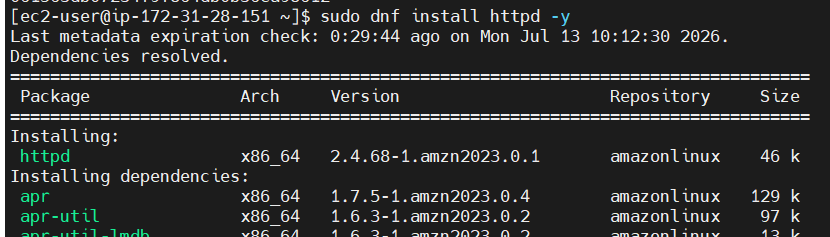 [ec2-user@ip-172-31-28-151 ~]$ sudo dnf install httpd -y
Last metadata expiration check: 0:29:44 ago on Mon Jul 13 10:12:30 2026.
Dependencies resolved.
================================================================================
Package Arch Version Repository Size
================================================================================
Installing:
httpd x86_64 2.4.68-1.amzn2023.0.1 amazonlinux 46 k
Installing dependencies:
apr x86_64 1.7.5-1.amzn2023.0.4 amazonlinux 129 k
apr-util x86_64 1.6.3-1.amzn2023.0.2 amazonlinux 97 k
apr-util-lmdb x86_64 1.6.3-1.amzn2023.0.2 amazonlinux 13 k